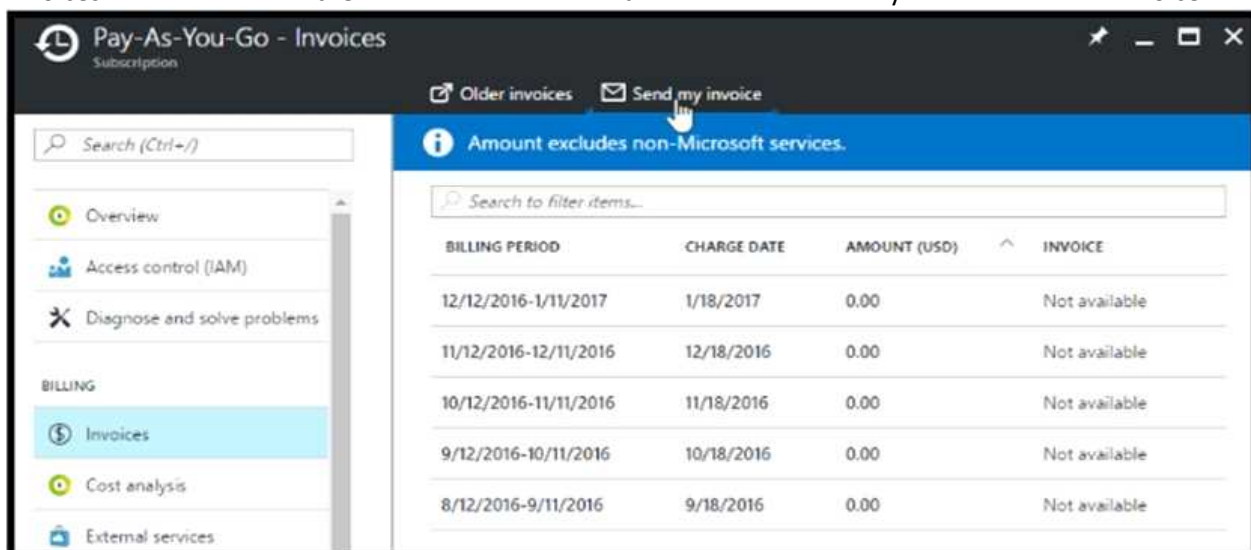 Pay-As-You-Go - Invoices
Subscription
Older invoices Send my invoice
Search (Ctrl+/)
Amount excludes non-Microsoft services.
Search to filter items...
Overview
Access control (IAM)
Diagnose and solve problems
BILLING
Invoices
Cost analysis
External services
BILLING PERIOD CHARGE DATE AMOUNT (USD) INVOICE
12/12/2016-1/11/2017 1/18/2017 0.00 Not available
11/12/2016-12/11/2016 12/18/2016 0.00 Not available
10/12/2016-11/11/2016 11/18/2016 0.00 Not available
9/12/2016-10/11/2016 10/18/2016 0.00 Not available
8/12/2016-9/11/2016 9/18/2016 0.00 Not available